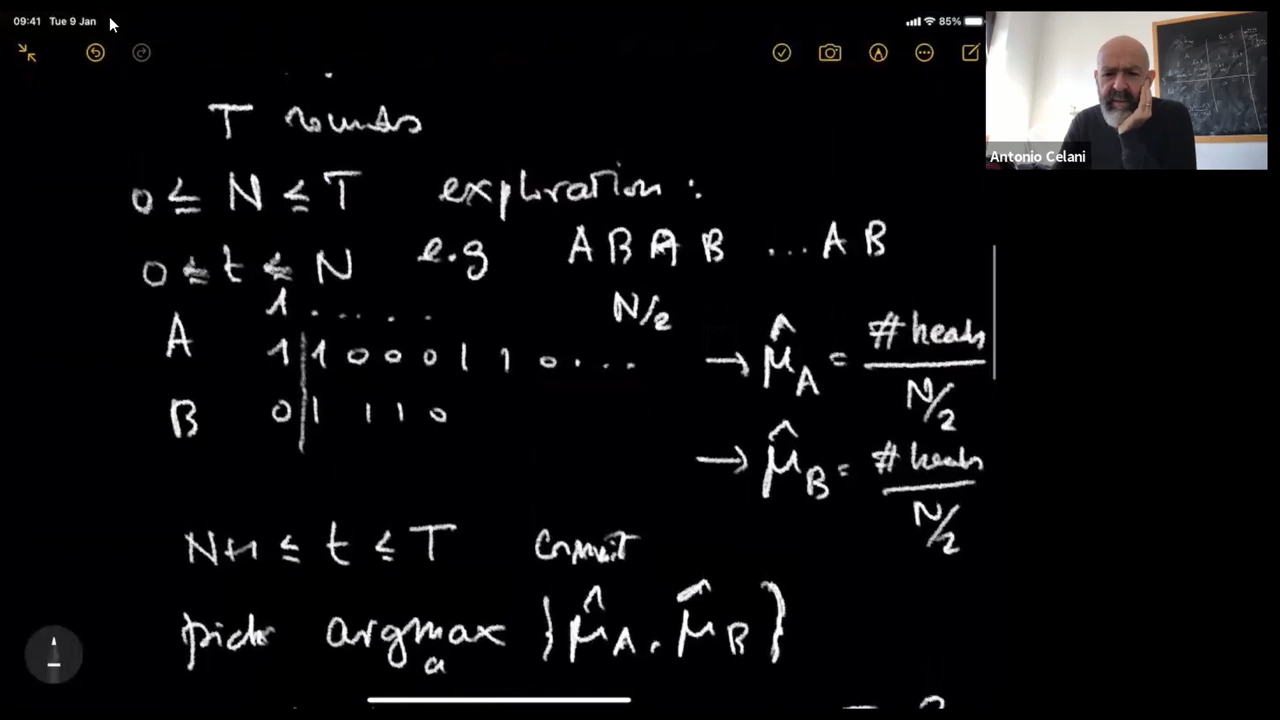 09:41 Tue 9 Jan
85%
T rounds
0 ≤ N ≤ T exploration :
0 ≤ t ≤ N e.g A B A B ... A B
N/2
A 1 . . . . .
1 1 0 0 0 1 1 0 . . . → μ̂A = # heads / N/2
B 0 1 1 1 0
→ μ̂B = # heads / N/2
N+1 ≤ t ≤ T commit
pick argmax a {μ̂A, μ̂B}
Antonio Celani